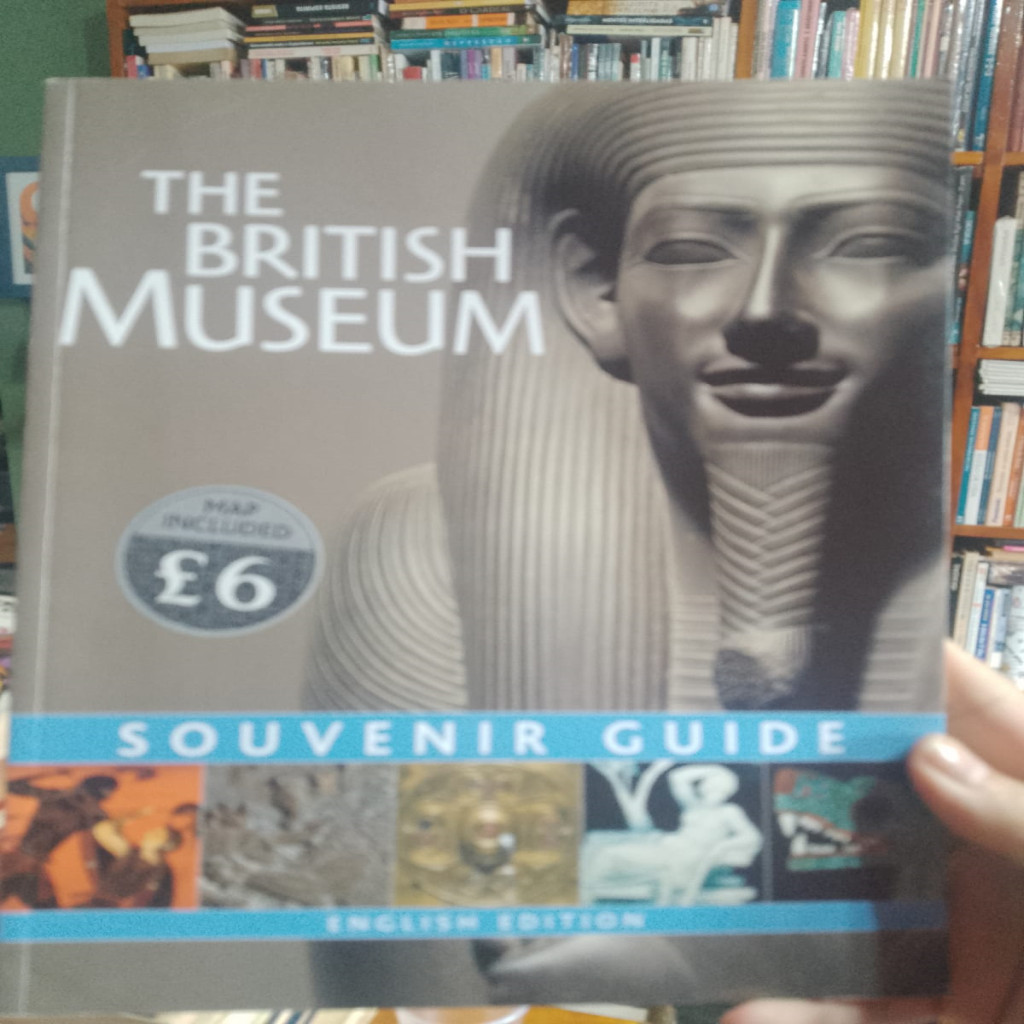 THE
BRITISH
MUSEUM
MAP
INCLUDED
£6
SOUVENIR GUIDE
ENGLISH EDITION